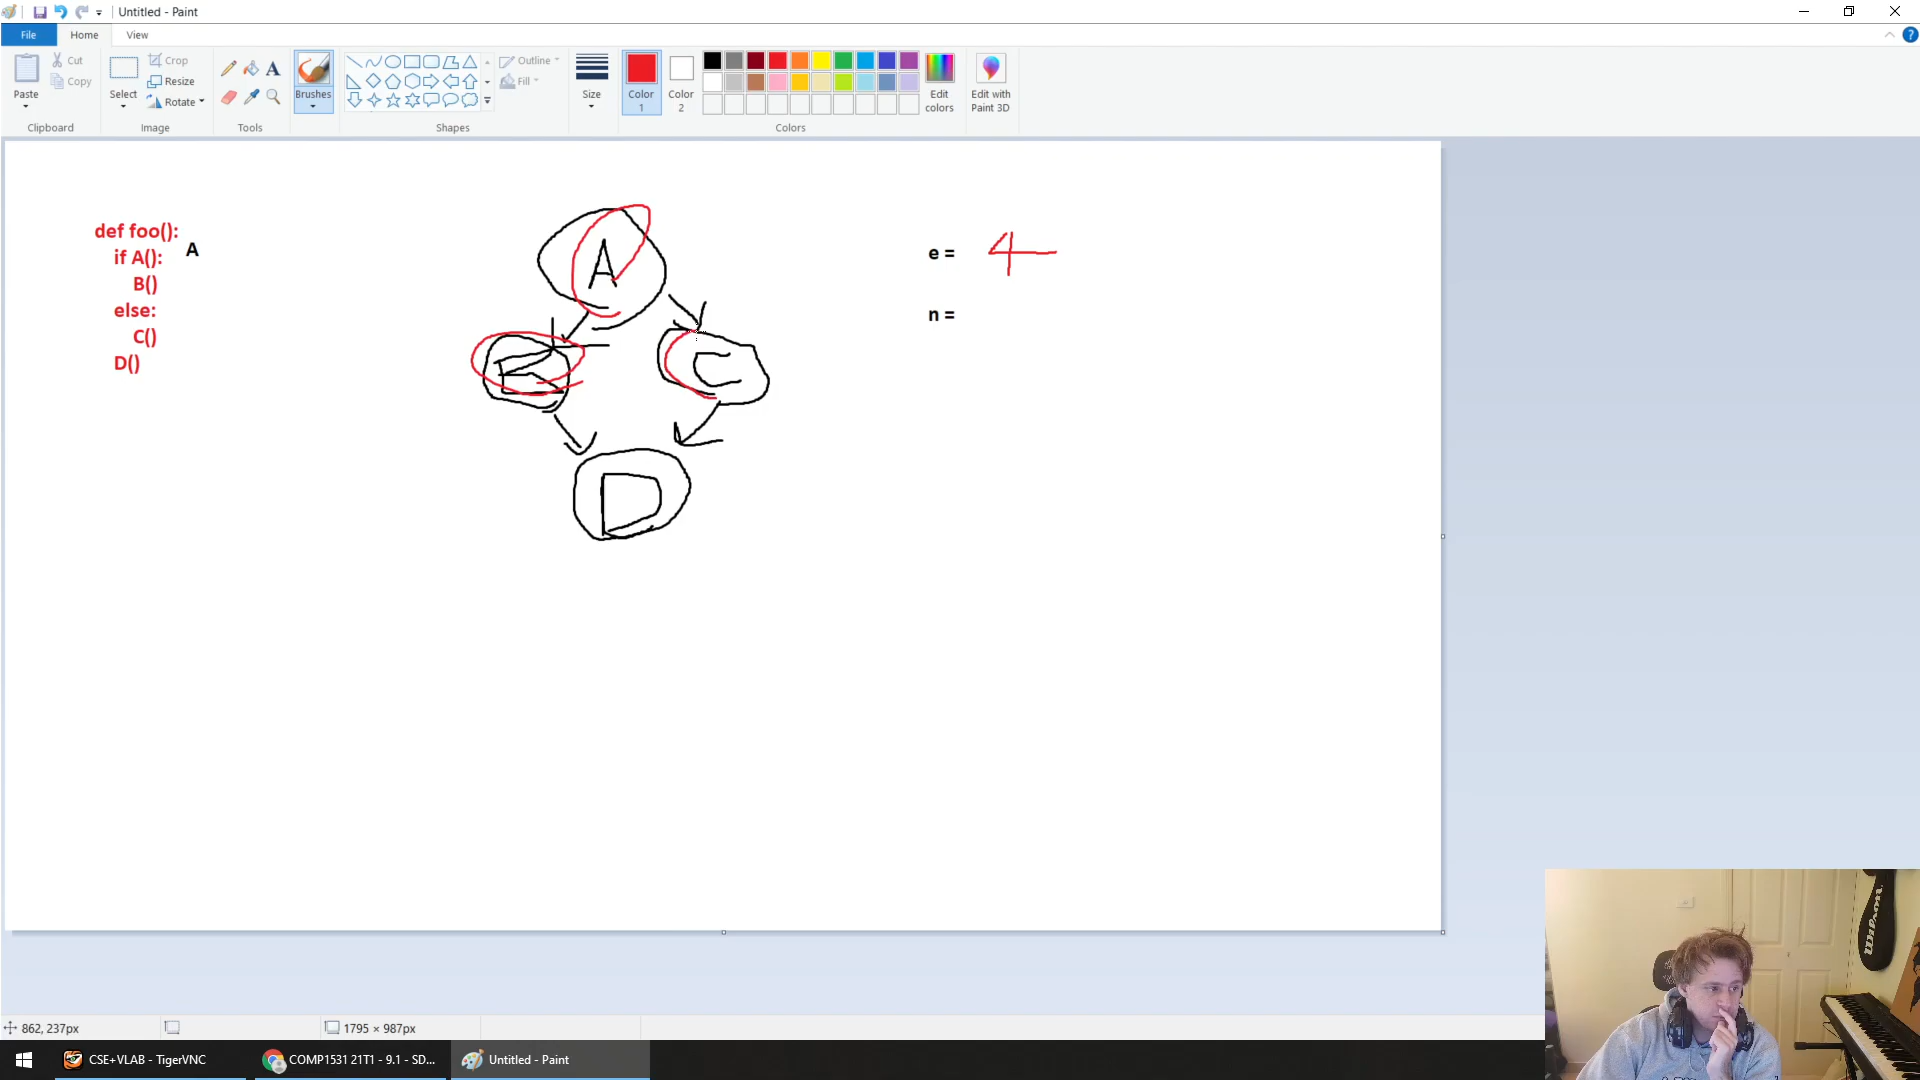 Untitled - Paint
File Home View
Paste
Cut
Copy
Clipboard
Select
Crop
Resize
Rotate
Image
Tools
Brushes
Shapes
Outline
Fill
Size
Color 1
Color 2
Edit colors
Colors
Edit with Paint 3D
def foo():
if A():
B()
else:
C()
D()
A
A
B
C
D
e = 4
n =
862, 237px
1795 × 987px
CSE+VLAB - TigerVNC
COMP1531 21T1 - 9.1 - SD...
Untitled - Paint
Wilson